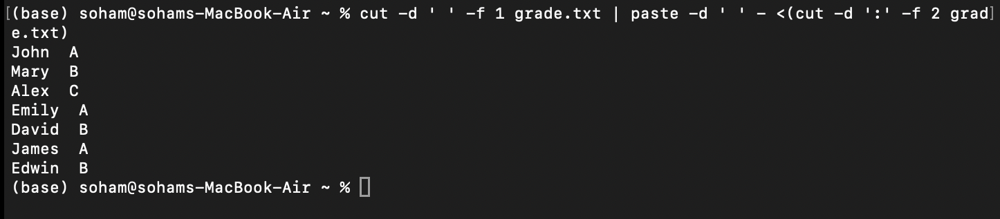 [(base) soham@sohams-MacBook-Air ~ % cut -d ' ' -f 1 grade.txt | paste -d ' ' - <(cut -d ':' -f 2 grad]
e.txt)
John  A
Mary  B
Alex  C
Emily  A
David  B
James  A
Edwin  B
(base) soham@sohams-MacBook-Air ~ %